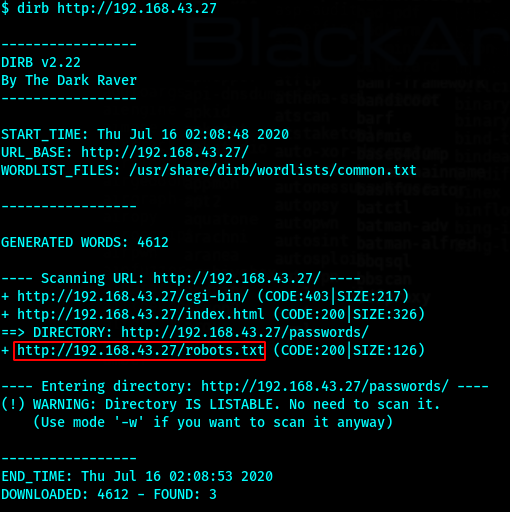 $ dirb http://192.168.43.27
-----------------
DIRB v2.22
By The Dark Raver
-----------------
START_TIME: Thu Jul 16 02:08:48 2020
URL_BASE: http://192.168.43.27/
WORDLIST_FILES: /usr/share/dirb/wordlists/common.txt
-----------------
GENERATED WORDS: 4612
---- Scanning URL: http://192.168.43.27/ ----
+ http://192.168.43.27/cgi-bin/ (CODE:403|SIZE:217)
+ http://192.168.43.27/index.html (CODE:200|SIZE:326)
==> DIRECTORY: http://192.168.43.27/passwords/
+ http://192.168.43.27/robots.txt (CODE:200|SIZE:126)
---- Entering directory: http://192.168.43.27/passwords/ ----
(!) WARNING: Directory IS LISTABLE. No need to scan it.
(Use mode '-w' if you want to scan it anyway)
-----------------
END_TIME: Thu Jul 16 02:08:53 2020
DOWNLOADED: 4612 - FOUND: 3